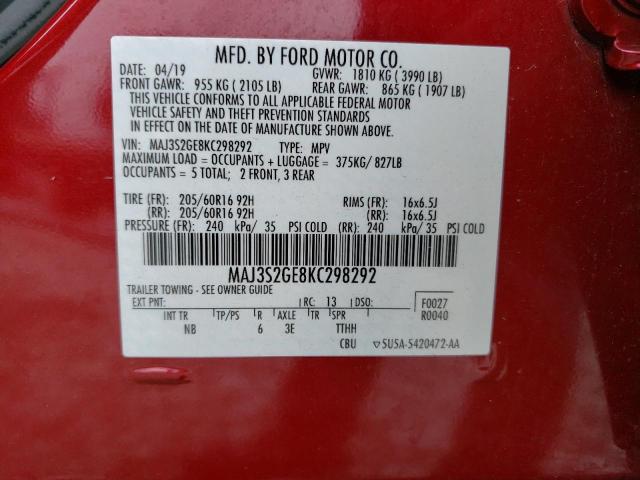 MFD. BY FORD MOTOR CO.
DATE: 04/19 GVWR: 1810 KG ( 3990 LB)
FRONT GAWR: 955 KG ( 2105 LB) REAR GAWR: 865 KG ( 1907 LB)
THIS VEHICLE CONFORMS TO ALL APPLICABLE FEDERAL MOTOR
VEHICLE SAFETY AND THEFT PREVENTION STANDARDS
IN EFFECT ON THE DATE OF MANUFACTURE SHOWN ABOVE.
VIN: MAJ3S2GE8KC298292 TYPE: MPV
MAXIMUM LOAD = OCCUPANTS + LUGGAGE = 375KG/ 827LB
OCCUPANTS = 5 TOTAL; 2 FRONT, 3 REAR
TIRE (FR): 205/60R16 92H RIMS (FR): 16x6.5J
(RR): 205/60R16 92H (RR): 16x6.5J
PRESSURE (FR): 240 kPa/ 35 PSI COLD (RR): 240 kPa/ 35 PSI COLD
MAJ3S2GE8KC298292
TRAILER TOWING - SEE OWNER GUIDE
EXT PNT: RC: 13 DSO: F0027
INT TR TP/PS R AXLE TR SPR R0040
NB 6 3E TTHH
CBU 5U5A-5420472-AA